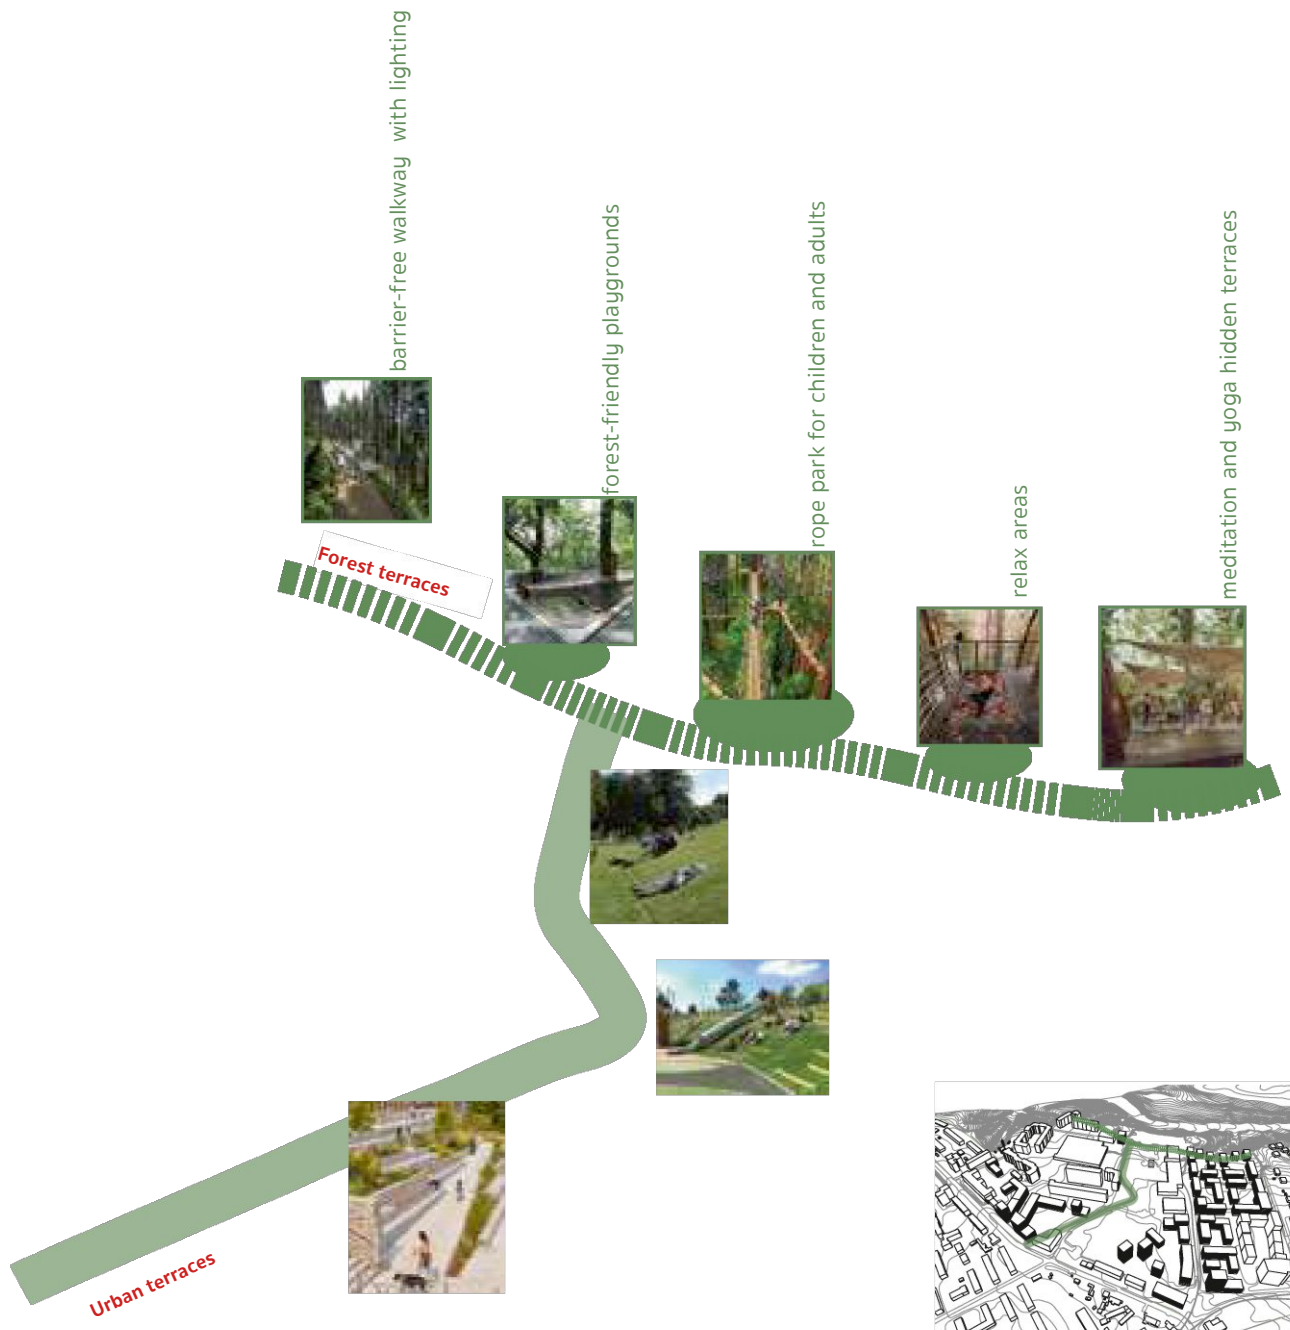 barrier-free walkway with lighting
forest-friendly playgrounds
rope park for children and adults
relax areas
meditation and yoga hidden terraces
Forest terraces
Urban terraces